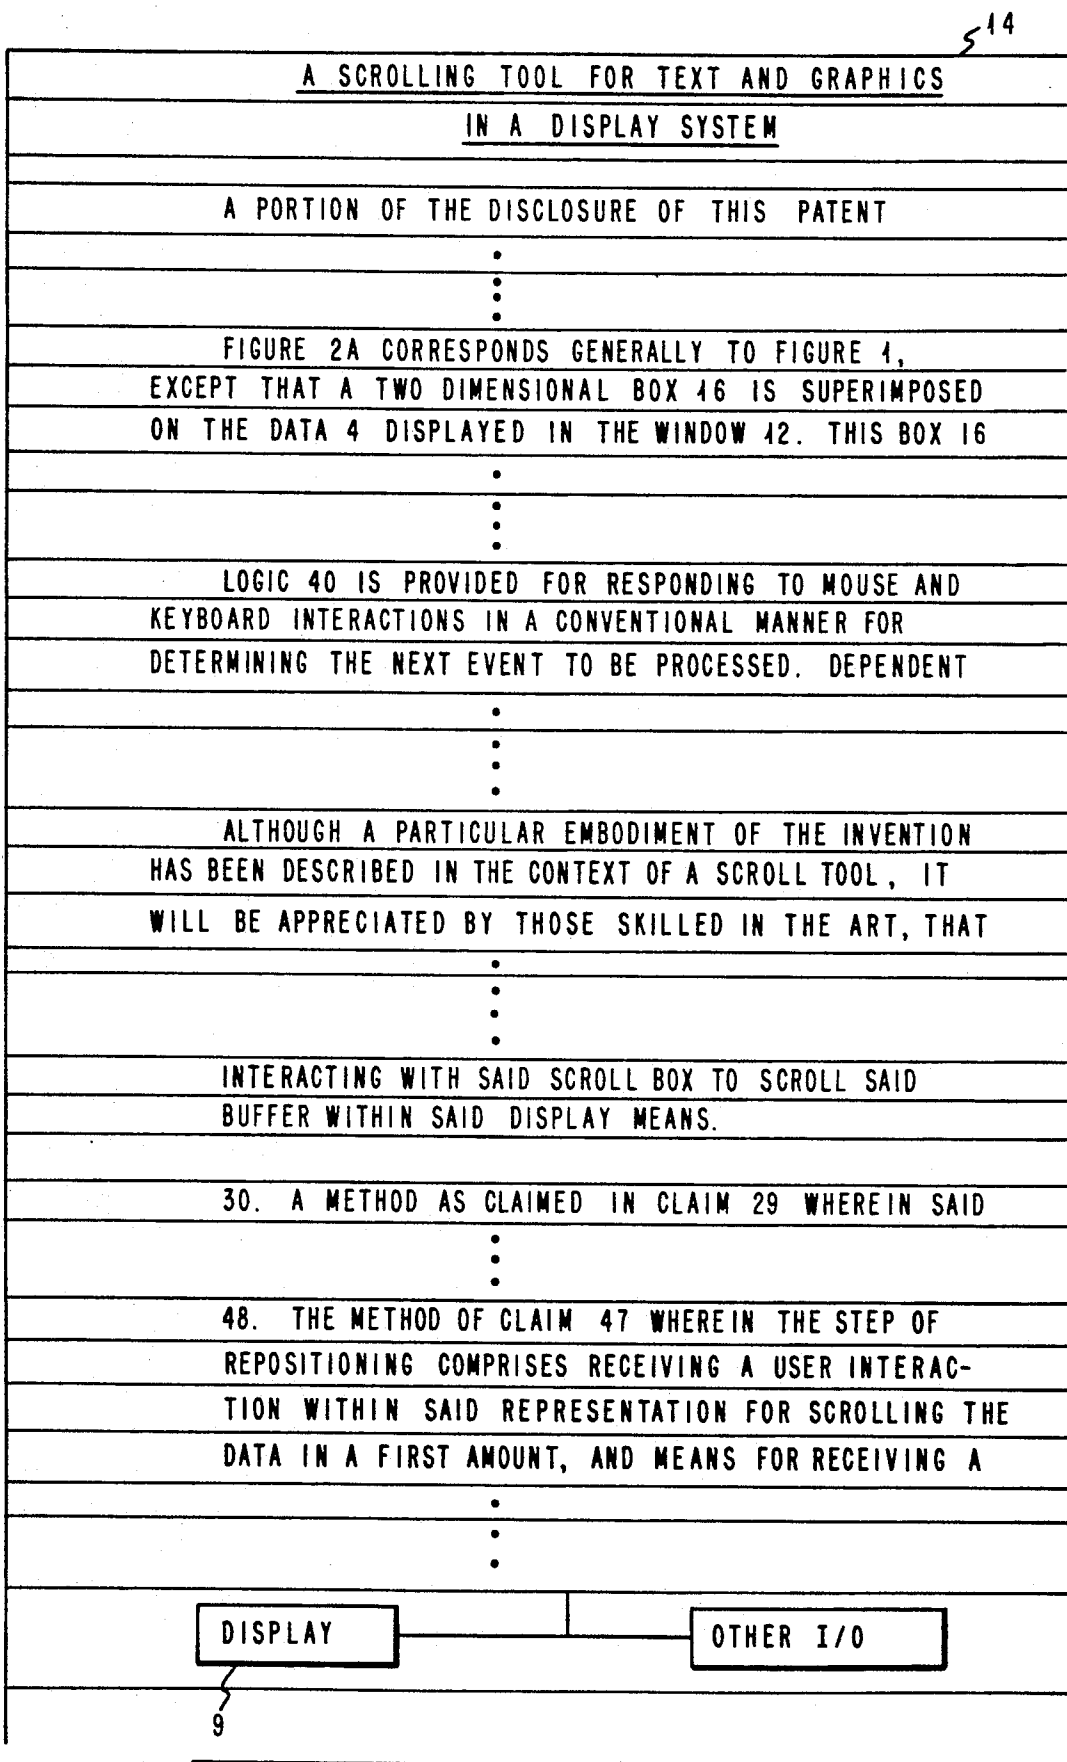 14
A SCROLLING TOOL FOR TEXT AND GRAPHICS
IN A DISPLAY SYSTEM
A PORTION OF THE DISCLOSURE OF THIS PATENT
FIGURE 2A CORRESPONDS GENERALLY TO FIGURE 1,
EXCEPT THAT A TWO DIMENSIONAL BOX 16 IS SUPERIMPOSED
ON THE DATA 4 DISPLAYED IN THE WINDOW 12. THIS BOX 16
LOGIC 40 IS PROVIDED FOR RESPONDING TO MOUSE AND
KEYBOARD INTERACTIONS IN A CONVENTIONAL MANNER FOR
DETERMINING THE NEXT EVENT TO BE PROCESSED. DEPENDENT
ALTHOUGH A PARTICULAR EMBODIMENT OF THE INVENTION
HAS BEEN DESCRIBED IN THE CONTEXT OF A SCROLL TOOL, IT
WILL BE APPRECIATED BY THOSE SKILLED IN THE ART, THAT
INTERACTING WITH SAID SCROLL BOX TO SCROLL SAID
BUFFER WITHIN SAID DISPLAY MEANS.
30. A METHOD AS CLAIMED IN CLAIM 29 WHEREIN SAID
48. THE METHOD OF CLAIM 47 WHEREIN THE STEP OF
REPOSITIONING COMPRISES RECEIVING A USER INTERAC-
TION WITHIN SAID REPRESENTATION FOR SCROLLING THE
DATA IN A FIRST AMOUNT, AND MEANS FOR RECEIVING A
DISPLAY
OTHER I/O
9